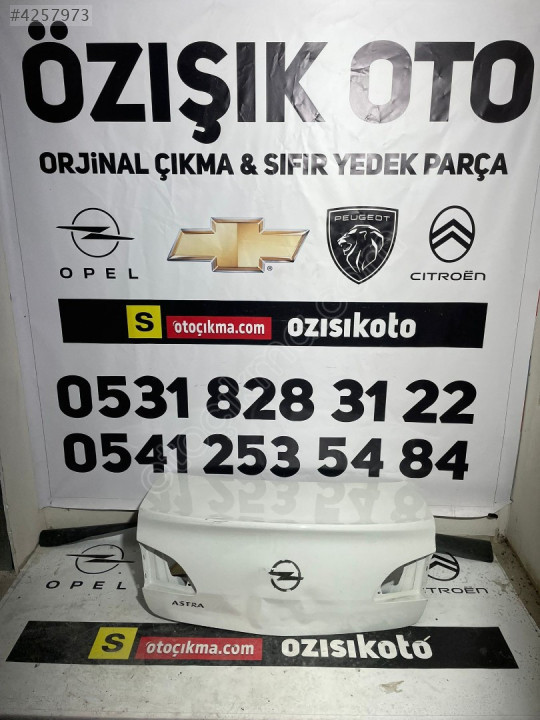 #4257973
ÖZIŞIK OTO
ORJİNAL ÇIKMA & SIFIR YEDEK PARÇA
OPEL PEUGEOT CITROËN
S otoçıkma.com ozisikoto
0531 828 31 22
0541 253 54 84
ASTRA
OPEL CITROËN
S otoçıkma.com ozisikoto